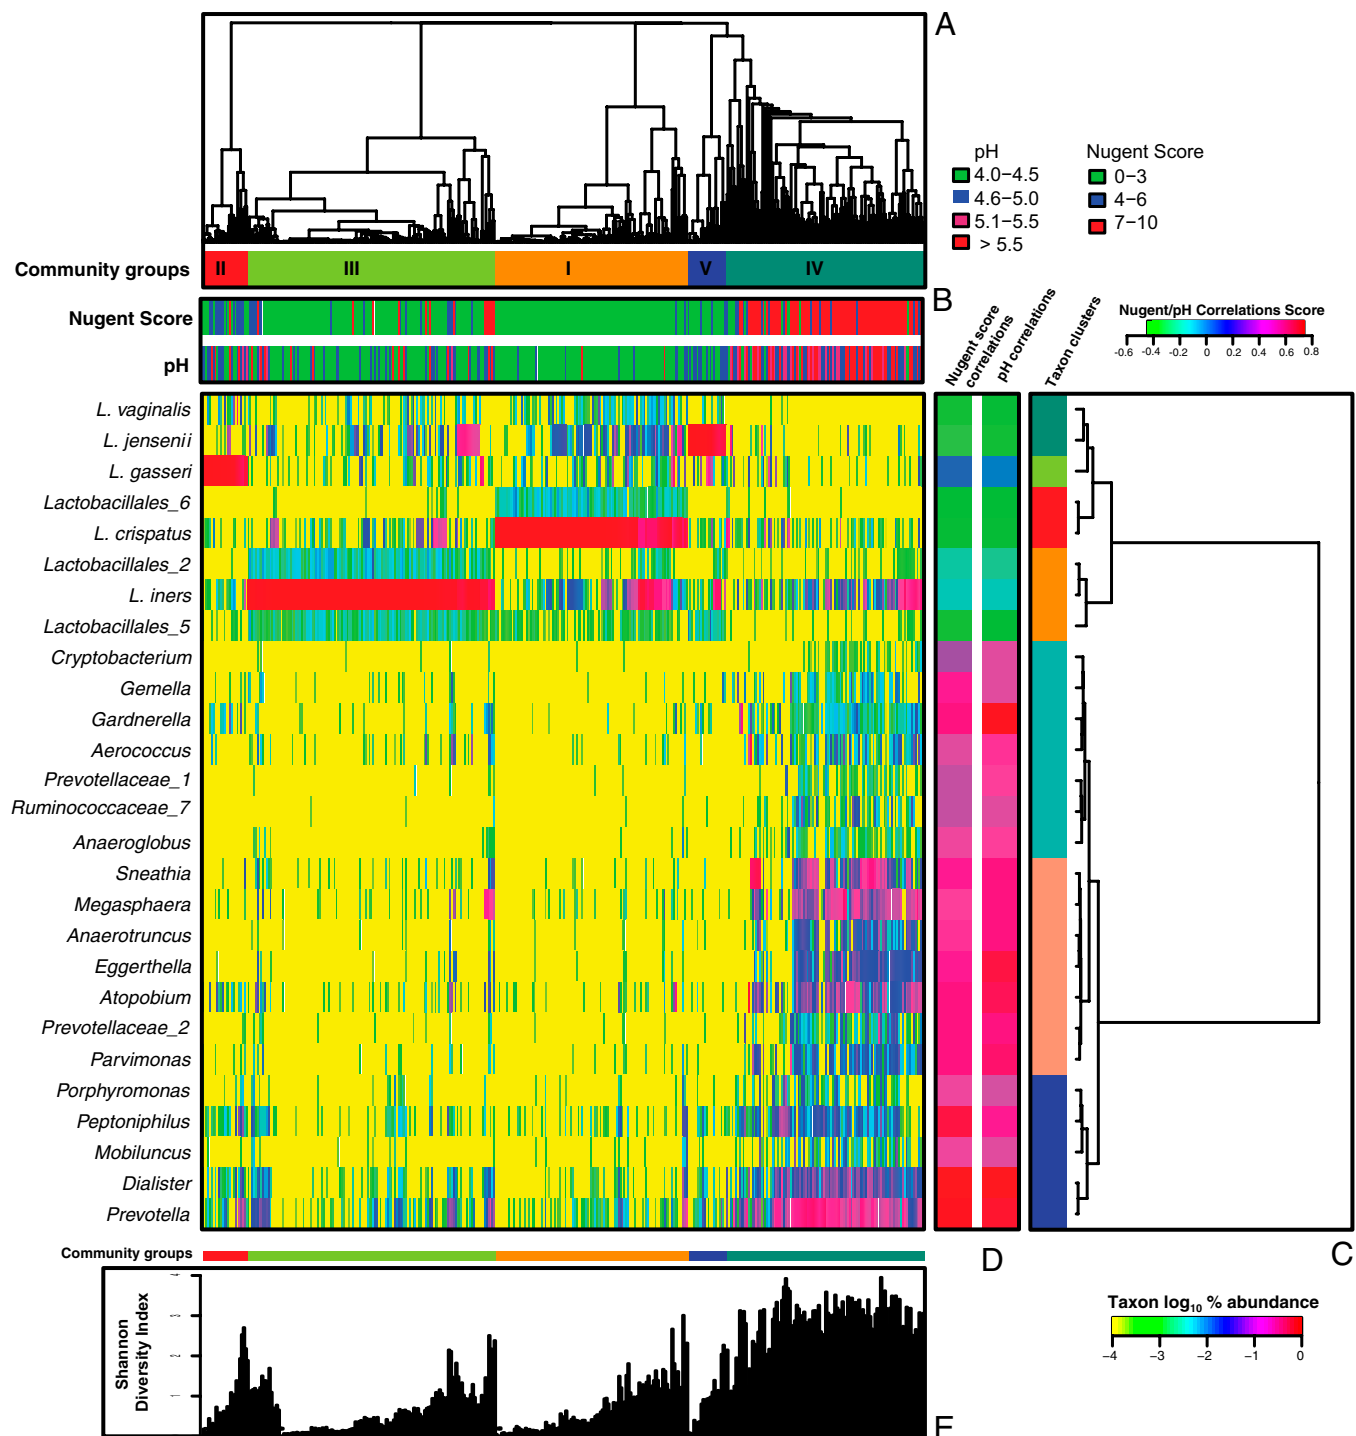 A
pH
4.0−4.5
4.6−5.0
5.1−5.5
> 5.5
Nugent Score
0−3
4−6
7−10
Community groups
II
III
I
V
IV
B
Nugent Score
pH
Nugent score
correlations
pH correlations
Taxon clusters
Nugent/pH Correlations Score
-0.6 -0.4 -0.2 0 0.2 0.4 0.6 0.8
L. vaginalis
L. jensenii
L. gasseri
Lactobacillales_6
L. crispatus
Lactobacillales_2
L. iners
Lactobacillales_5
Cryptobacterium
Gemella
Gardnerella
Aerococcus
Prevotellaceae_1
Ruminococcaceae_7
Anaeroglobus
Sneathia
Megasphaera
Anaerotruncus
Eggerthella
Atopobium
Prevotellaceae_2
Parvimonas
Porphyromonas
Peptoniphilus
Mobiluncus
Dialister
Prevotella
Community groups
D
C
Shannon
Diversity Index
4
3
2
1
E
Taxon log10 % abundance
−4 −3 −2 −1 0